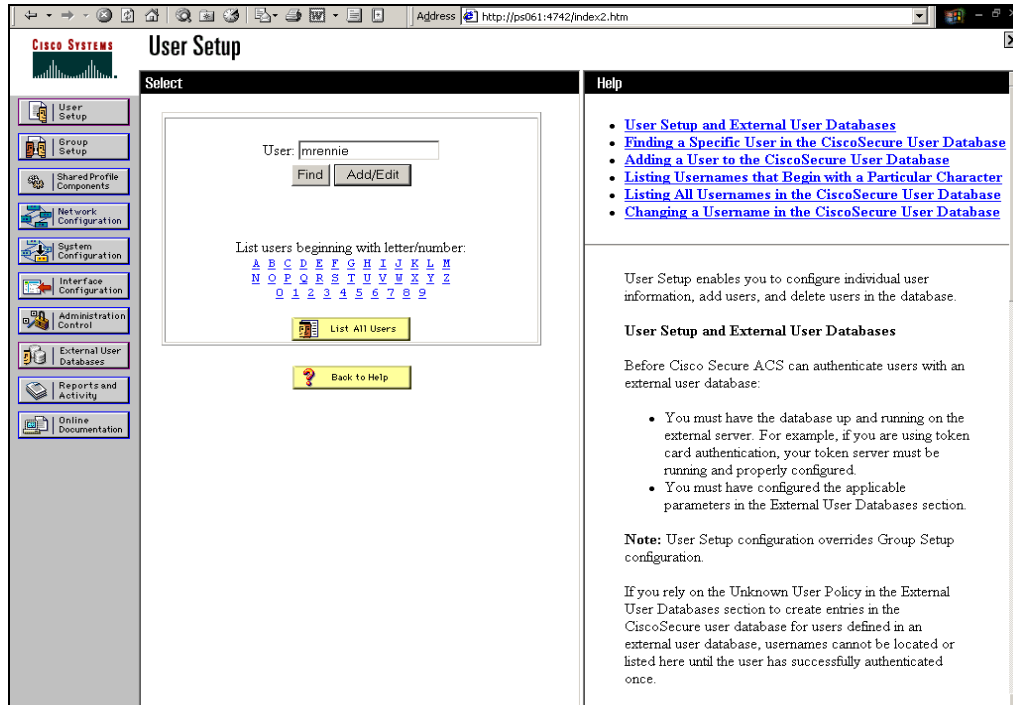 Address http://ps061:4742/index2.htm
CISCO SYSTEMS
User Setup
Select
Help
User
Setup
Group
Setup
Shared Profile
Components
Network
Configuration
System
Configuration
Interface
Configuration
Administration
Control
External User
Databases
Reports and
Activity
Online
Documentation
User: mrennie
Find Add/Edit
List users beginning with letter/number:
A B C D E F G H I J K L M
N O P Q R S T U V W X Y Z
0 1 2 3 4 5 6 7 8 9
List All Users
Back to Help
• User Setup and External User Databases
• Finding a Specific User in the CiscoSecure User Database
• Adding a User to the CiscoSecure User Database
• Listing Usernames that Begin with a Particular Character
• Listing All Usernames in the CiscoSecure User Database
• Changing a Username in the CiscoSecure User Database
User Setup enables you to configure individual user
information, add users, and delete users in the database.
User Setup and External User Databases
Before Cisco Secure ACS can authenticate users with an
external user database:
• You must have the database up and running on the
external server. For example, if you are using token
card authentication, your token server must be
running and properly configured.
• You must have configured the applicable
parameters in the External User Databases section.
Note: User Setup configuration overrides Group Setup
configuration.
If you rely on the Unknown User Policy in the External
User Databases section to create entries in the
CiscoSecure user database for users defined in an
external user database, usernames cannot be located or
listed here until the user has successfully authenticated
once.